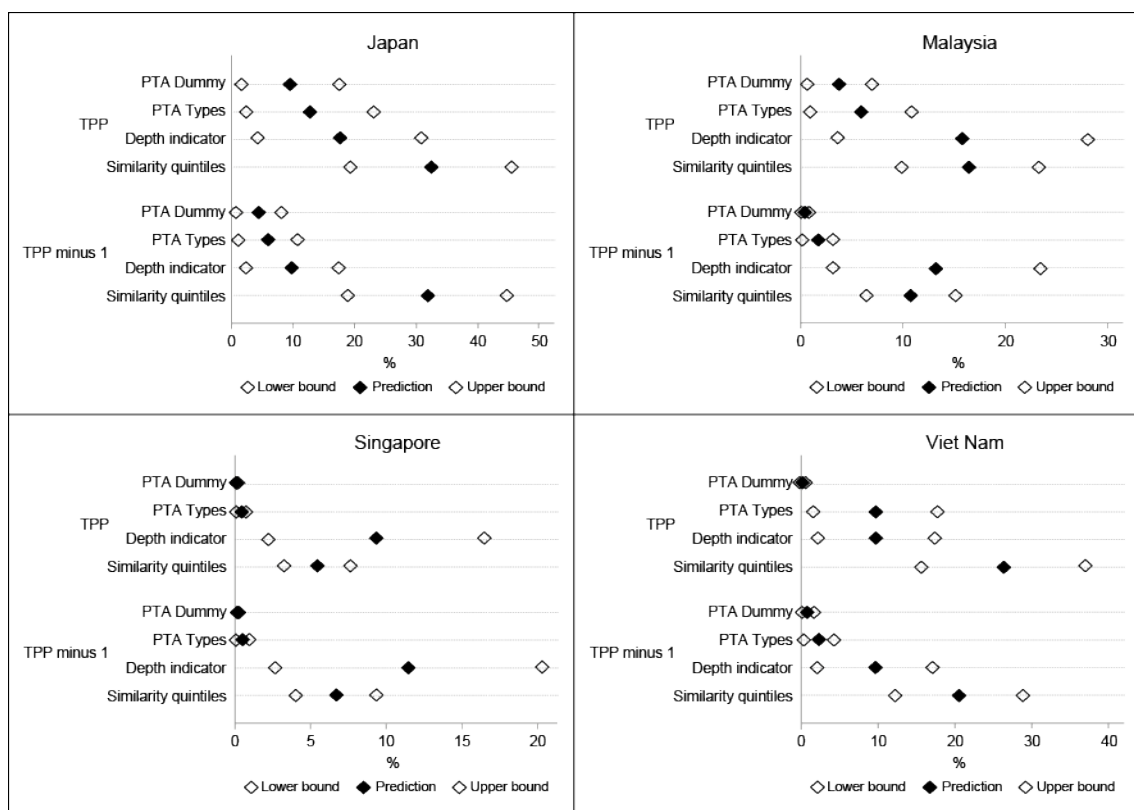 Japan
TPP
PTA Dummy
PTA Types
Depth indicator
Similarity quintiles
TPP minus 1
PTA Dummy
PTA Types
Depth indicator
Similarity quintiles
0 10 20 30 40 50
%
Lower bound Prediction Upper bound
Malaysia
TPP
PTA Dummy
PTA Types
Depth indicator
Similarity quintiles
TPP minus 1
PTA Dummy
PTA Types
Depth indicator
Similarity quintiles
0 10 20 30
%
Lower bound Prediction Upper bound
Singapore
TPP
PTA Dummy
PTA Types
Depth indicator
Similarity quintiles
TPP minus 1
PTA Dummy
PTA Types
Depth indicator
Similarity quintiles
0 5 10 15 20
%
Lower bound Prediction Upper bound
Viet Nam
TPP
PTA Dummy
PTA Types
Depth indicator
Similarity quintiles
TPP minus 1
PTA Dummy
PTA Types
Depth indicator
Similarity quintiles
0 10 20 30 40
%
Lower bound Prediction Upper bound